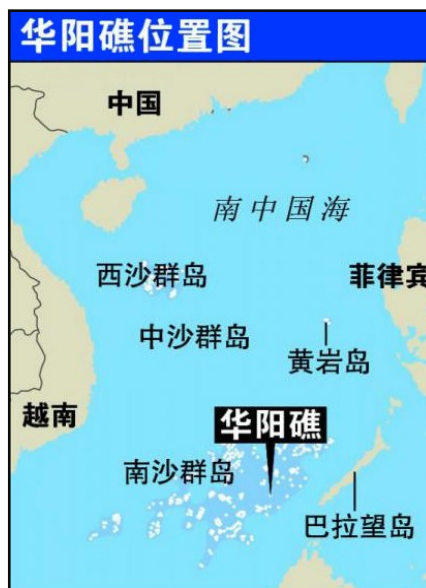 华阳礁位置图
中国
南中国海
西沙群岛
菲律宾
中沙群岛
黄岩岛
越南
华阳礁
南沙群岛
巴拉望岛